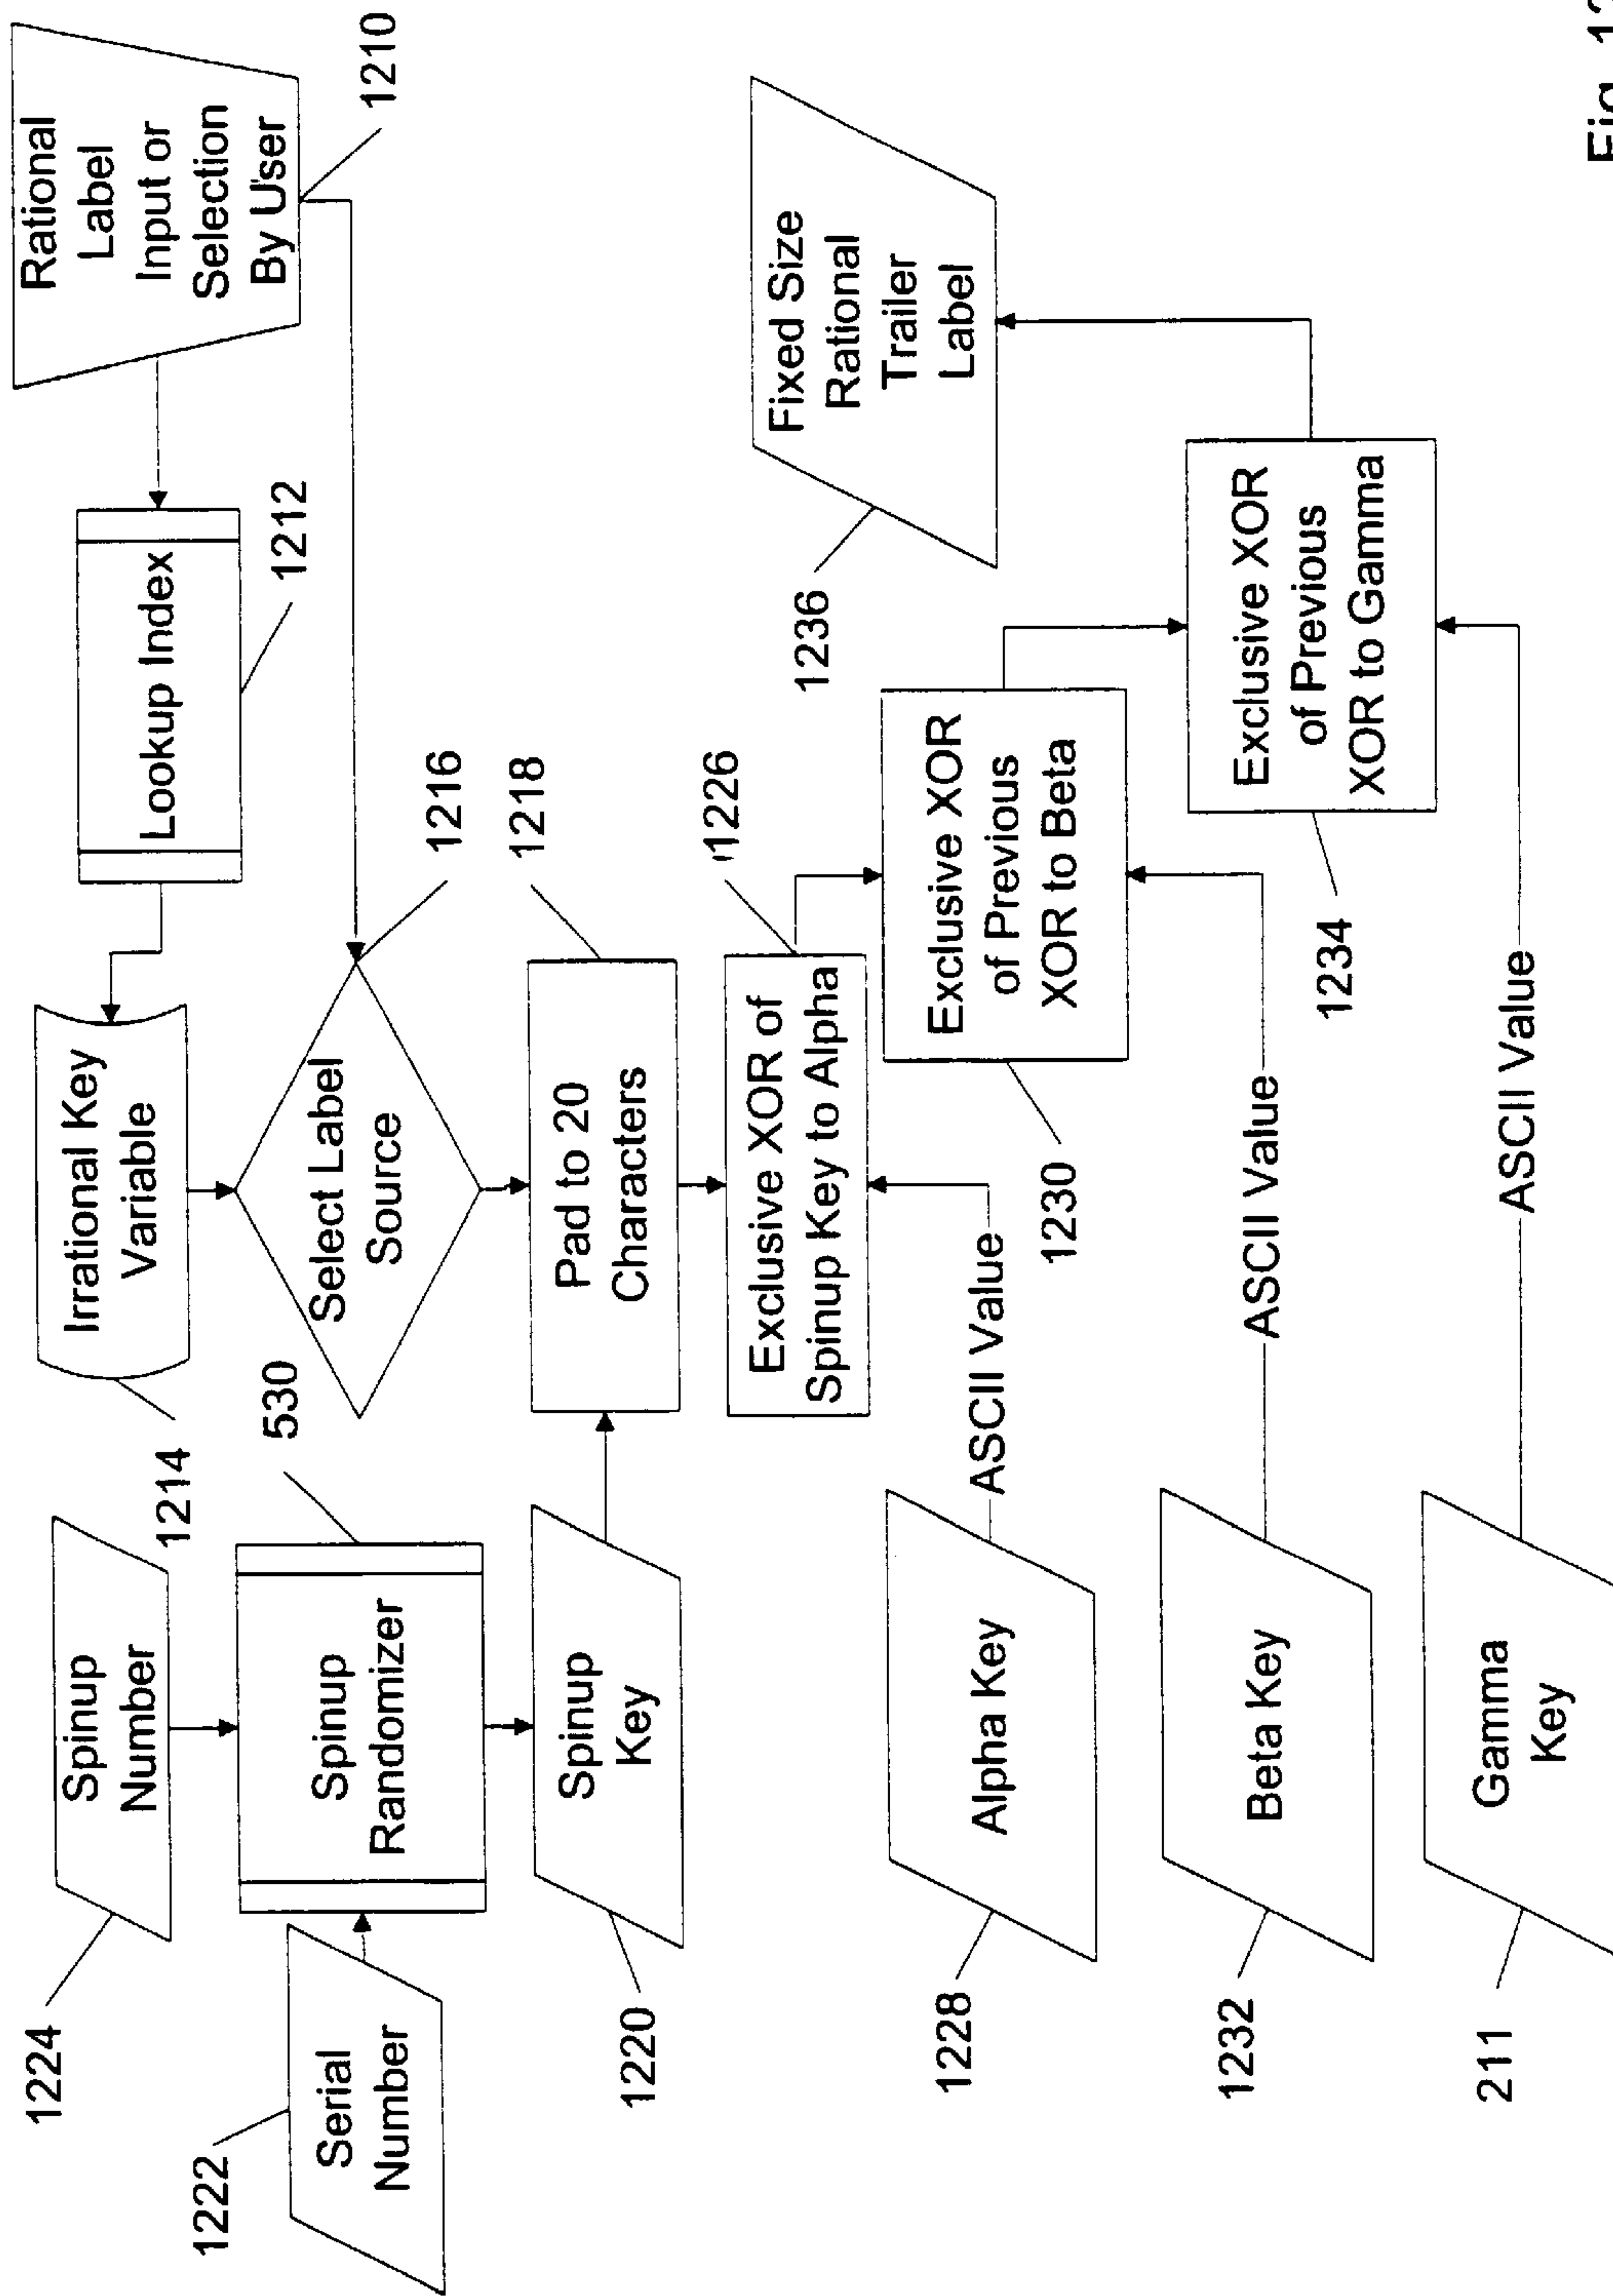 1224
Spinup
Number
1214
Irrational Key
Variable
Lookup Index
1212
Rational
Label
Input or
Selection
By User
1210
1222
Serial
Number
Spinup
Randomizer
530
Select Label
Source
1216
1220
Spinup
Key
Pad to 20
Characters
1218
Exclusive XOR of
Spinup Key to Alpha
1226
1228
Alpha Key
ASCII Value
1230
Exclusive XOR
of Previous
XOR to Beta
1236
Fixed Size
Rational
Trailer
Label
1232
Beta Key
ASCII Value
1234
Exclusive XOR
of Previous
XOR to Gamma
211
Gamma
Key
ASCII Value
Fig. 12